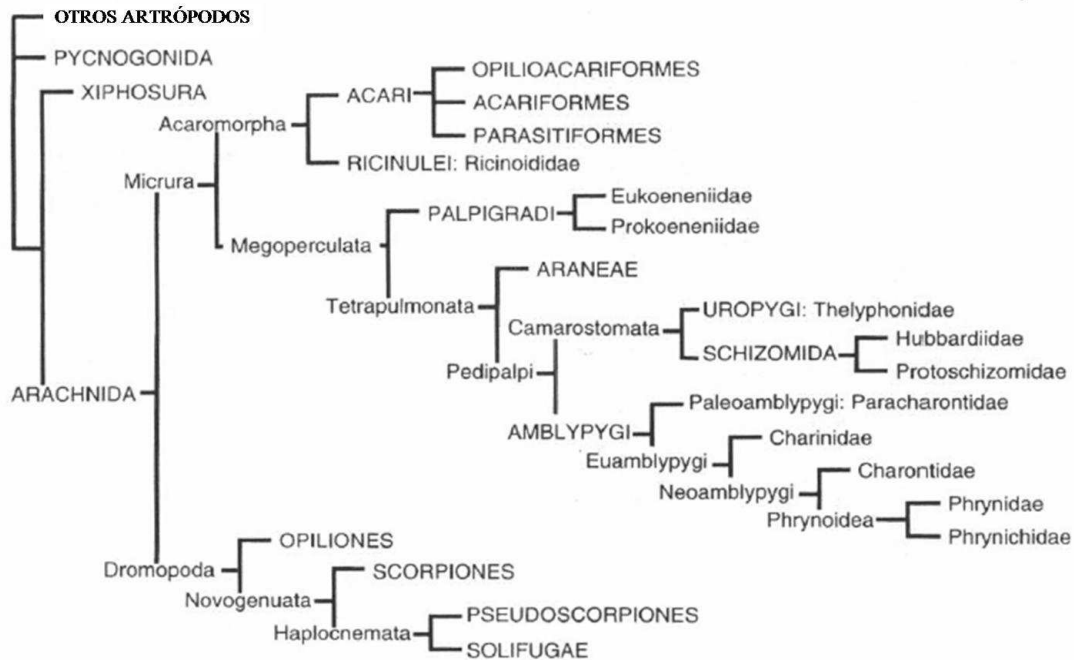 OTROS ARTRÓPODOS
PYCNOGONIDA
XIPHOSURA
Acaromorpha
ACARI
OPILIOACARIFORMES
ACARIFORMES
PARASITIFORMES
RICINULEI: Ricinoididae
Micrura
Megoperculata
PALPIGRADI
Eukoeneniidae
Prokoeneniidae
Tetrapulmonata
ARANEAE
Camarostomata
UROPYGI: Thelyphonidae
SCHIZOMIDA
Hubbardiidae
Protoschizomidae
Pedipalpi
ARACHNIDA
AMBLYPYGI
Paleoamblypygi: Paracharontidae
Euamblypygi
Charinidae
Neoamblypygi
Charontidae
Phrynoidea
Phrynidae
Phrynichidae
Dromopoda
OPILIONES
Novogenuata
SCORPIONES
Haplocnemata
PSEUDOSCORPIONES
SOLIFUGAE